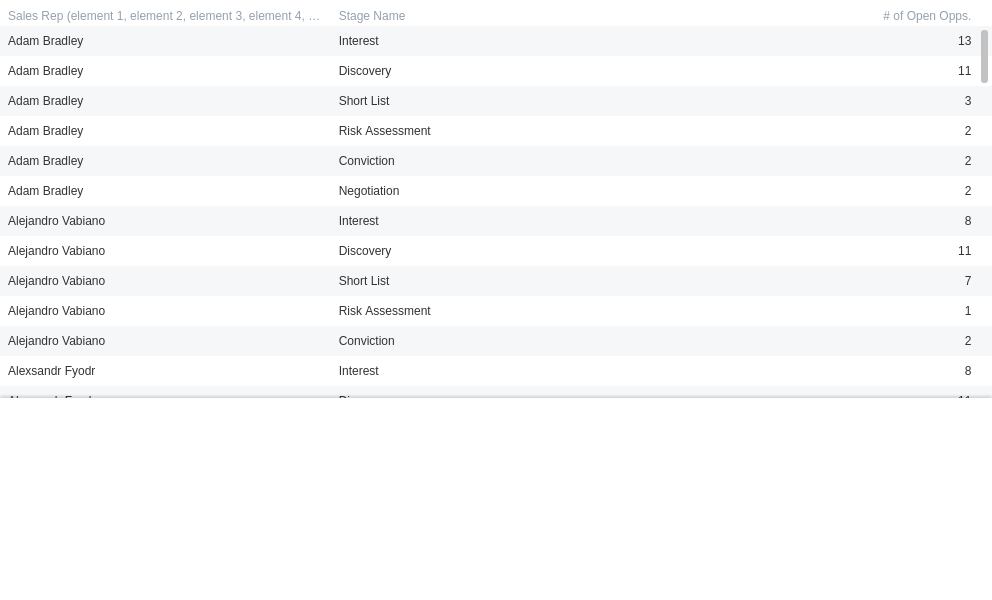 Sales Rep (element 1, element 2, element 3, element 4, … Stage Name # of Open Opps.
Adam Bradley Interest 13
Adam Bradley Discovery 11
Adam Bradley Short List 3
Adam Bradley Risk Assessment 2
Adam Bradley Conviction 2
Adam Bradley Negotiation 2
Alejandro Vabiano Interest 8
Alejandro Vabiano Discovery 11
Alejandro Vabiano Short List 7
Alejandro Vabiano Risk Assessment 1
Alejandro Vabiano Conviction 2
Alexsandr Fyodr Interest 8